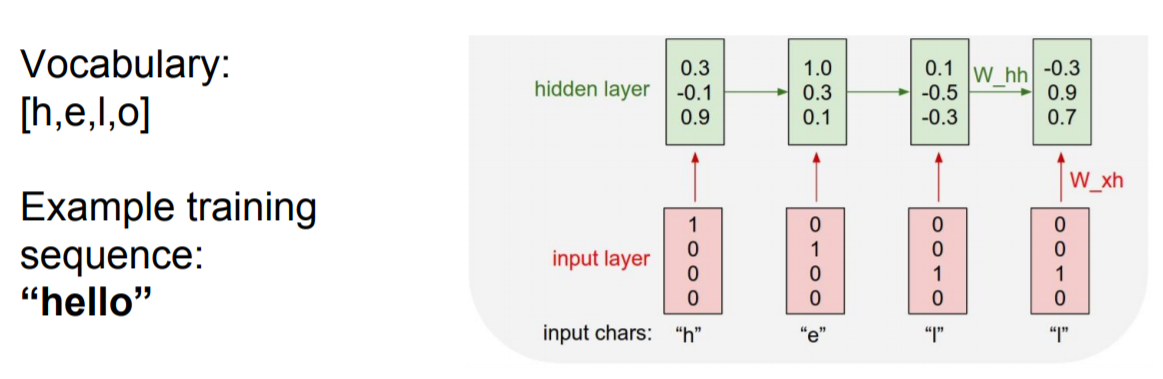 Vocabulary:
[h,e,l,o]
Example training
sequence:
“hello”
hidden layer
0.3 1.0 0.1 W_hh -0.3
-0.1 0.3 -0.5 0.9
0.9 0.1 -0.3 0.7
W_xh
input layer
1 0 0 0
0 1 0 0
0 0 1 1
0 0 0 0
input chars: “h” “e” “l” “l”